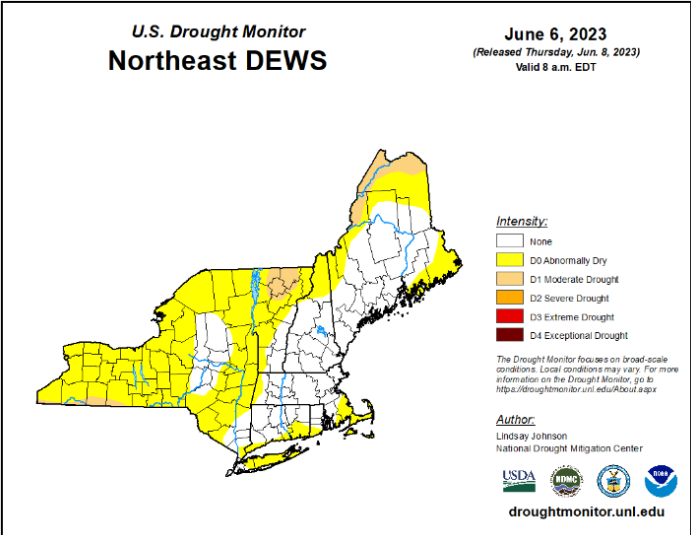 U.S. Drought Monitor
Northeast DEWS
June 6, 2023
(Released Thursday, Jun. 8, 2023)
Valid 8 a.m. EDT
Intensity:
None
D0 Abnormally Dry
D1 Moderate Drought
D2 Severe Drought
D3 Extreme Drought
D4 Exceptional Drought
The Drought Monitor focuses on broad-scale
conditions. Local conditions may vary. For more
information on the Drought Monitor, go to
https://droughtmonitor.unl.edu/About.aspx
Author:
Lindsay Johnson
National Drought Mitigation Center
USDA
NDMC
NOAA
droughtmonitor.unl.edu